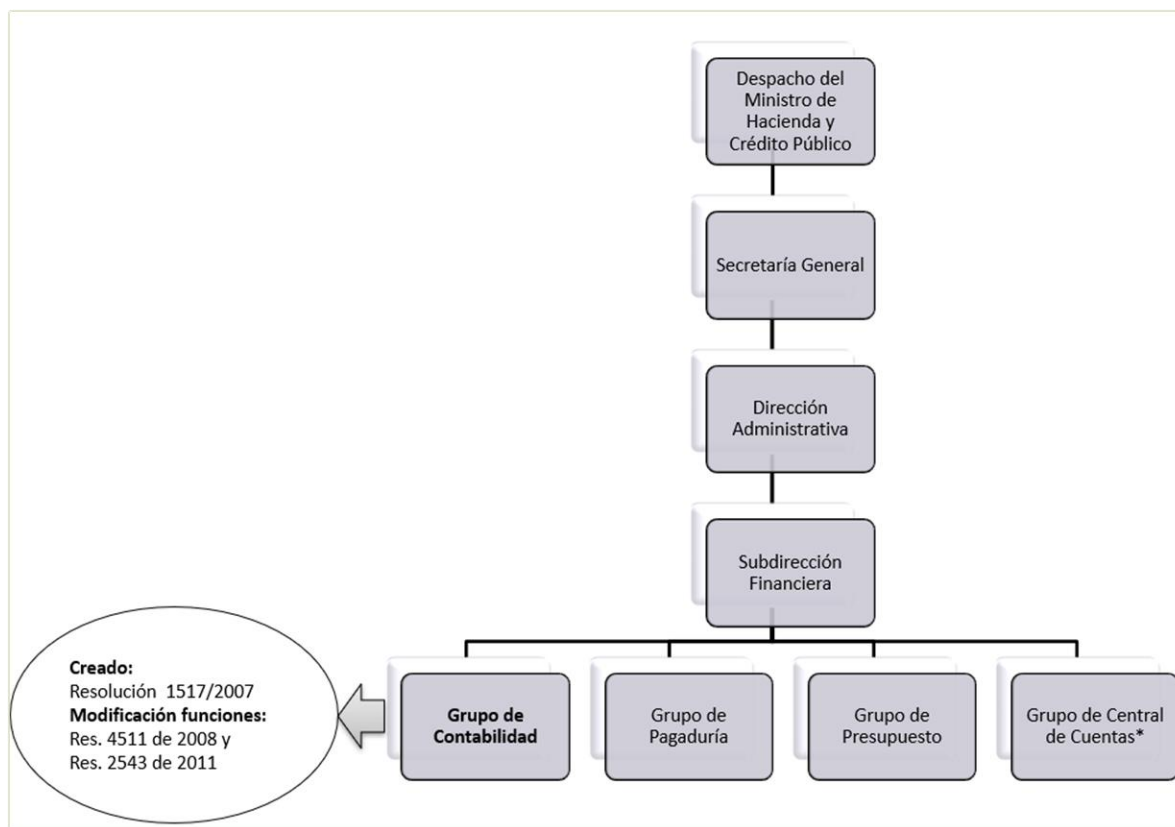 Despacho del
Ministro de
Hacienda y
Crédito Público
Secretaría General
Dirección
Administrativa
Subdirección
Financiera
Creado:
Resolución 1517/2007
Modificación funciones:
Res. 4511 de 2008 y
Res. 2543 de 2011
Grupo de
Contabilidad
Grupo de
Pagaduría
Grupo de
Presupuesto
Grupo de Central
de Cuentas*